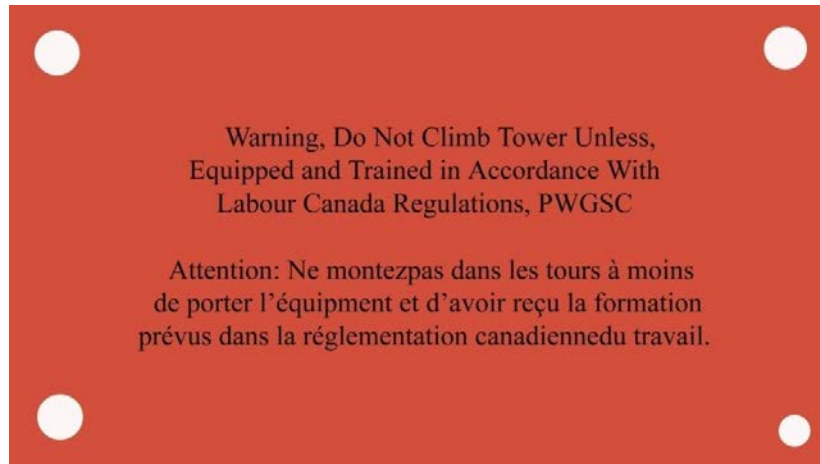 Warning, Do Not Climb Tower Unless,
Equipped and Trained in Accordance With
Labour Canada Regulations, PWGSC
Attention: Ne montezpas dans les tours à moins
de porter l’équipment et d’avoir reçu la formation
prévus dans la réglementation canadiennedu travail.